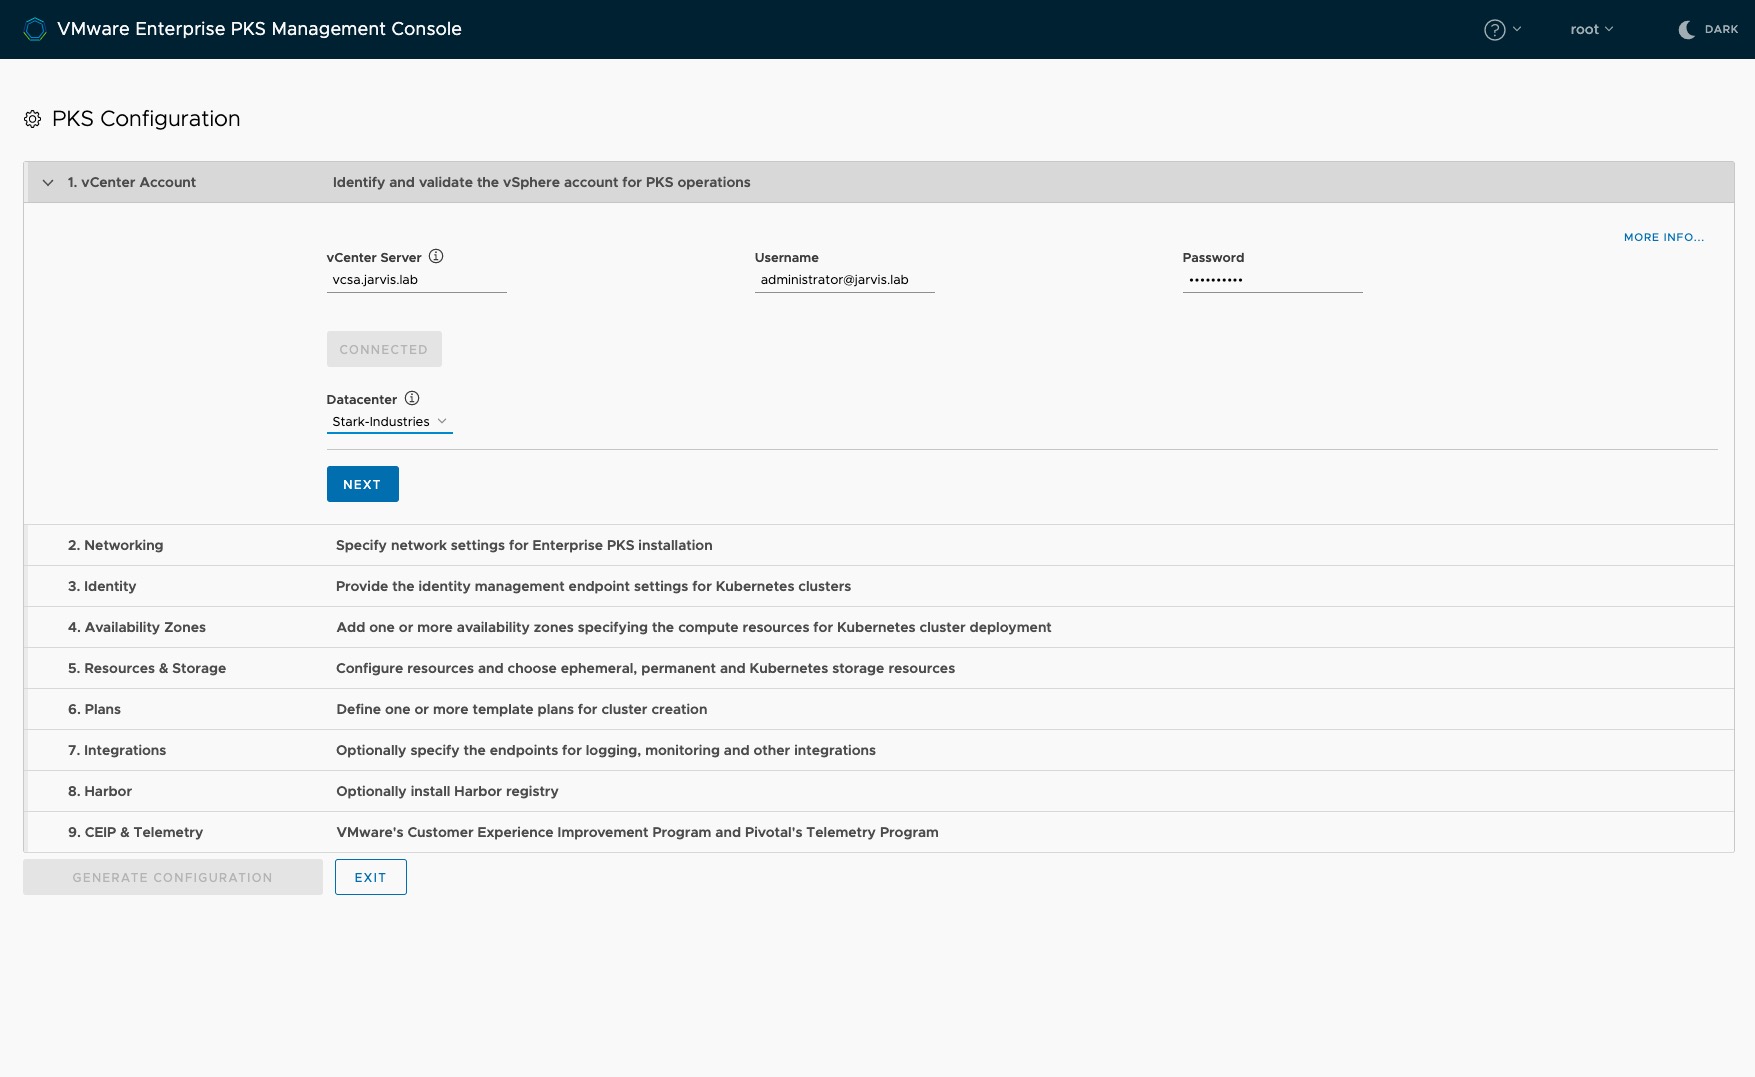 VMware Enterprise PKS Management Console
root
DARK
PKS Configuration
1. vCenter Account Identify and validate the vSphere account for PKS operations
MORE INFO...
vCenter Server Username Password
vcsa.jarvis.lab administrator@jarvis.lab ••••••••••
CONNECTED
Datacenter
Stark-Industries
NEXT
2. Networking Specify network settings for Enterprise PKS installation
3. Identity Provide the identity management endpoint settings for Kubernetes clusters
4. Availability Zones Add one or more availability zones specifying the compute resources for Kubernetes cluster deployment
5. Resources & Storage Configure resources and choose ephemeral, permanent and Kubernetes storage resources
6. Plans Define one or more template plans for cluster creation
7. Integrations Optionally specify the endpoints for logging, monitoring and other integrations
8. Harbor Optionally install Harbor registry
9. CEIP & Telemetry VMware's Customer Experience Improvement Program and Pivotal's Telemetry Program
GENERATE CONFIGURATION EXIT